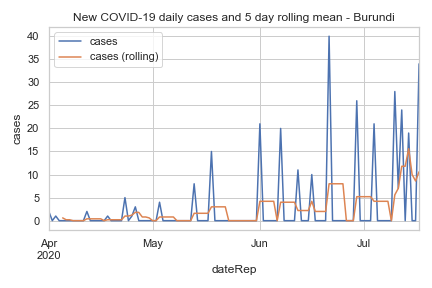 New COVID-19 daily cases and 5 day rolling mean - Burundi
cases
cases (rolling)
40
35
30
25
20
15
10
5
0
cases
Apr
2020
May
Jun
Jul
dateRep